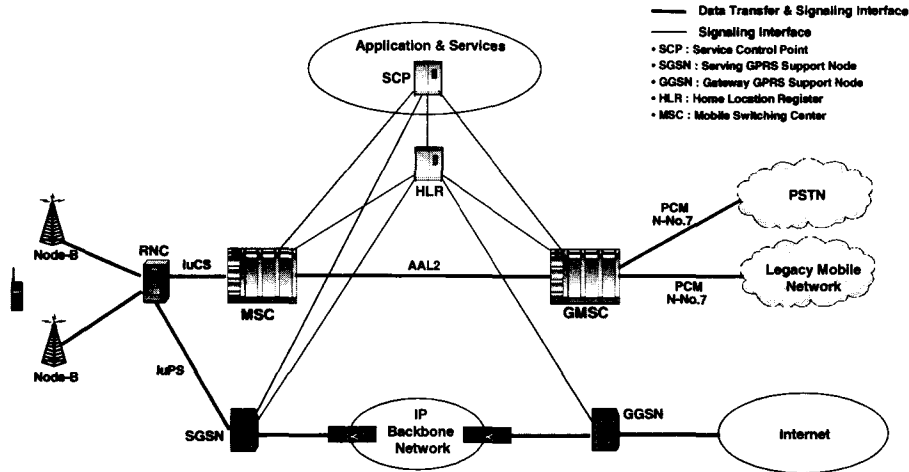 Data Transfer & Signaling Interface
Signaling Interface
• SCP : Service Control Point
• SGSN : Serving GPRS Support Node
• GGSN : Gateway GPRS Support Node
• HLR : Home Location Register
• MSC : Mobile Switching Center
Application & Services
SCP
HLR
PSTN
PCM
N-No.7
Node-B
RNC
IuCS
AAL2
MSC
GMSC
PCM
N-No.7
Legacy Mobile
Network
Node-B
IuPS
SGSN
IP
Backbone
Network
GGSN
Internet